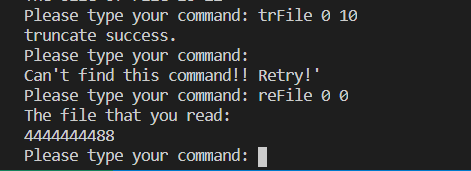 Please type your command: trFile 0 10
truncate success.
Please type your command:
Can't find this command!! Retry!'
Please type your command: reFile 0 0
The file that you read:
4444444488
Please type your command: